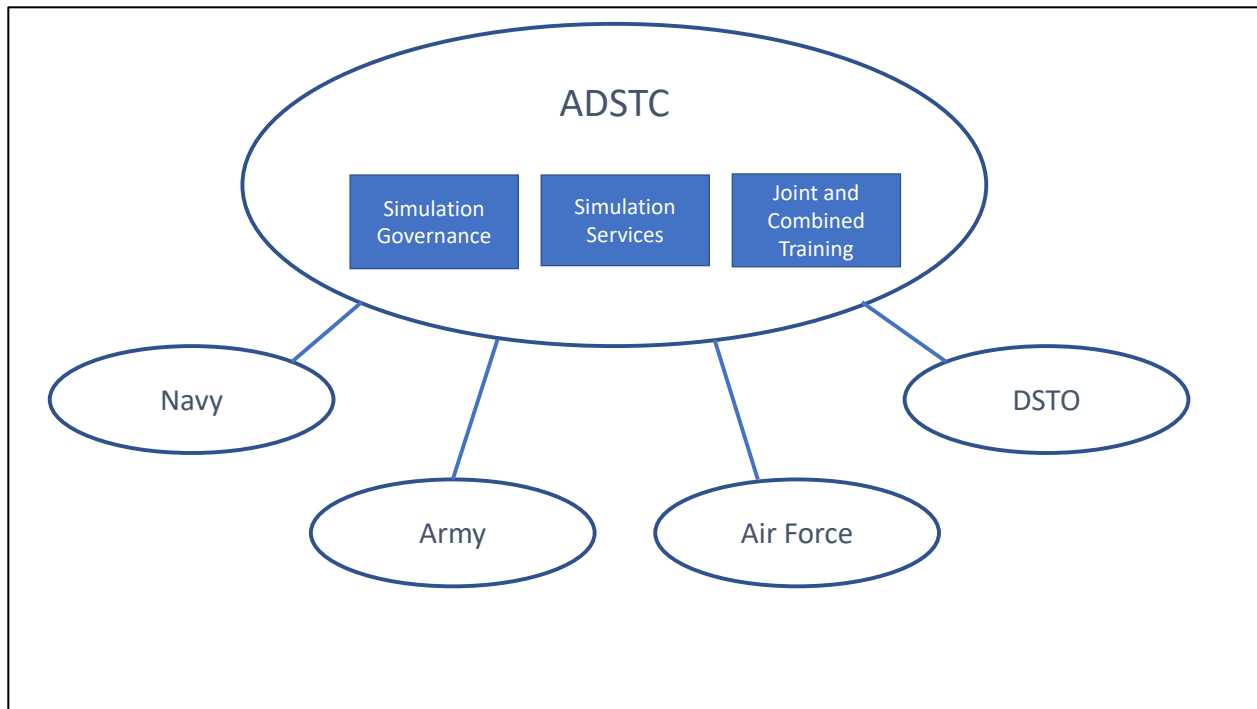 ADSTC
Simulation
Governance
Simulation
Services
Joint and
Combined
Training
Navy
DSTO
Army
Air Force